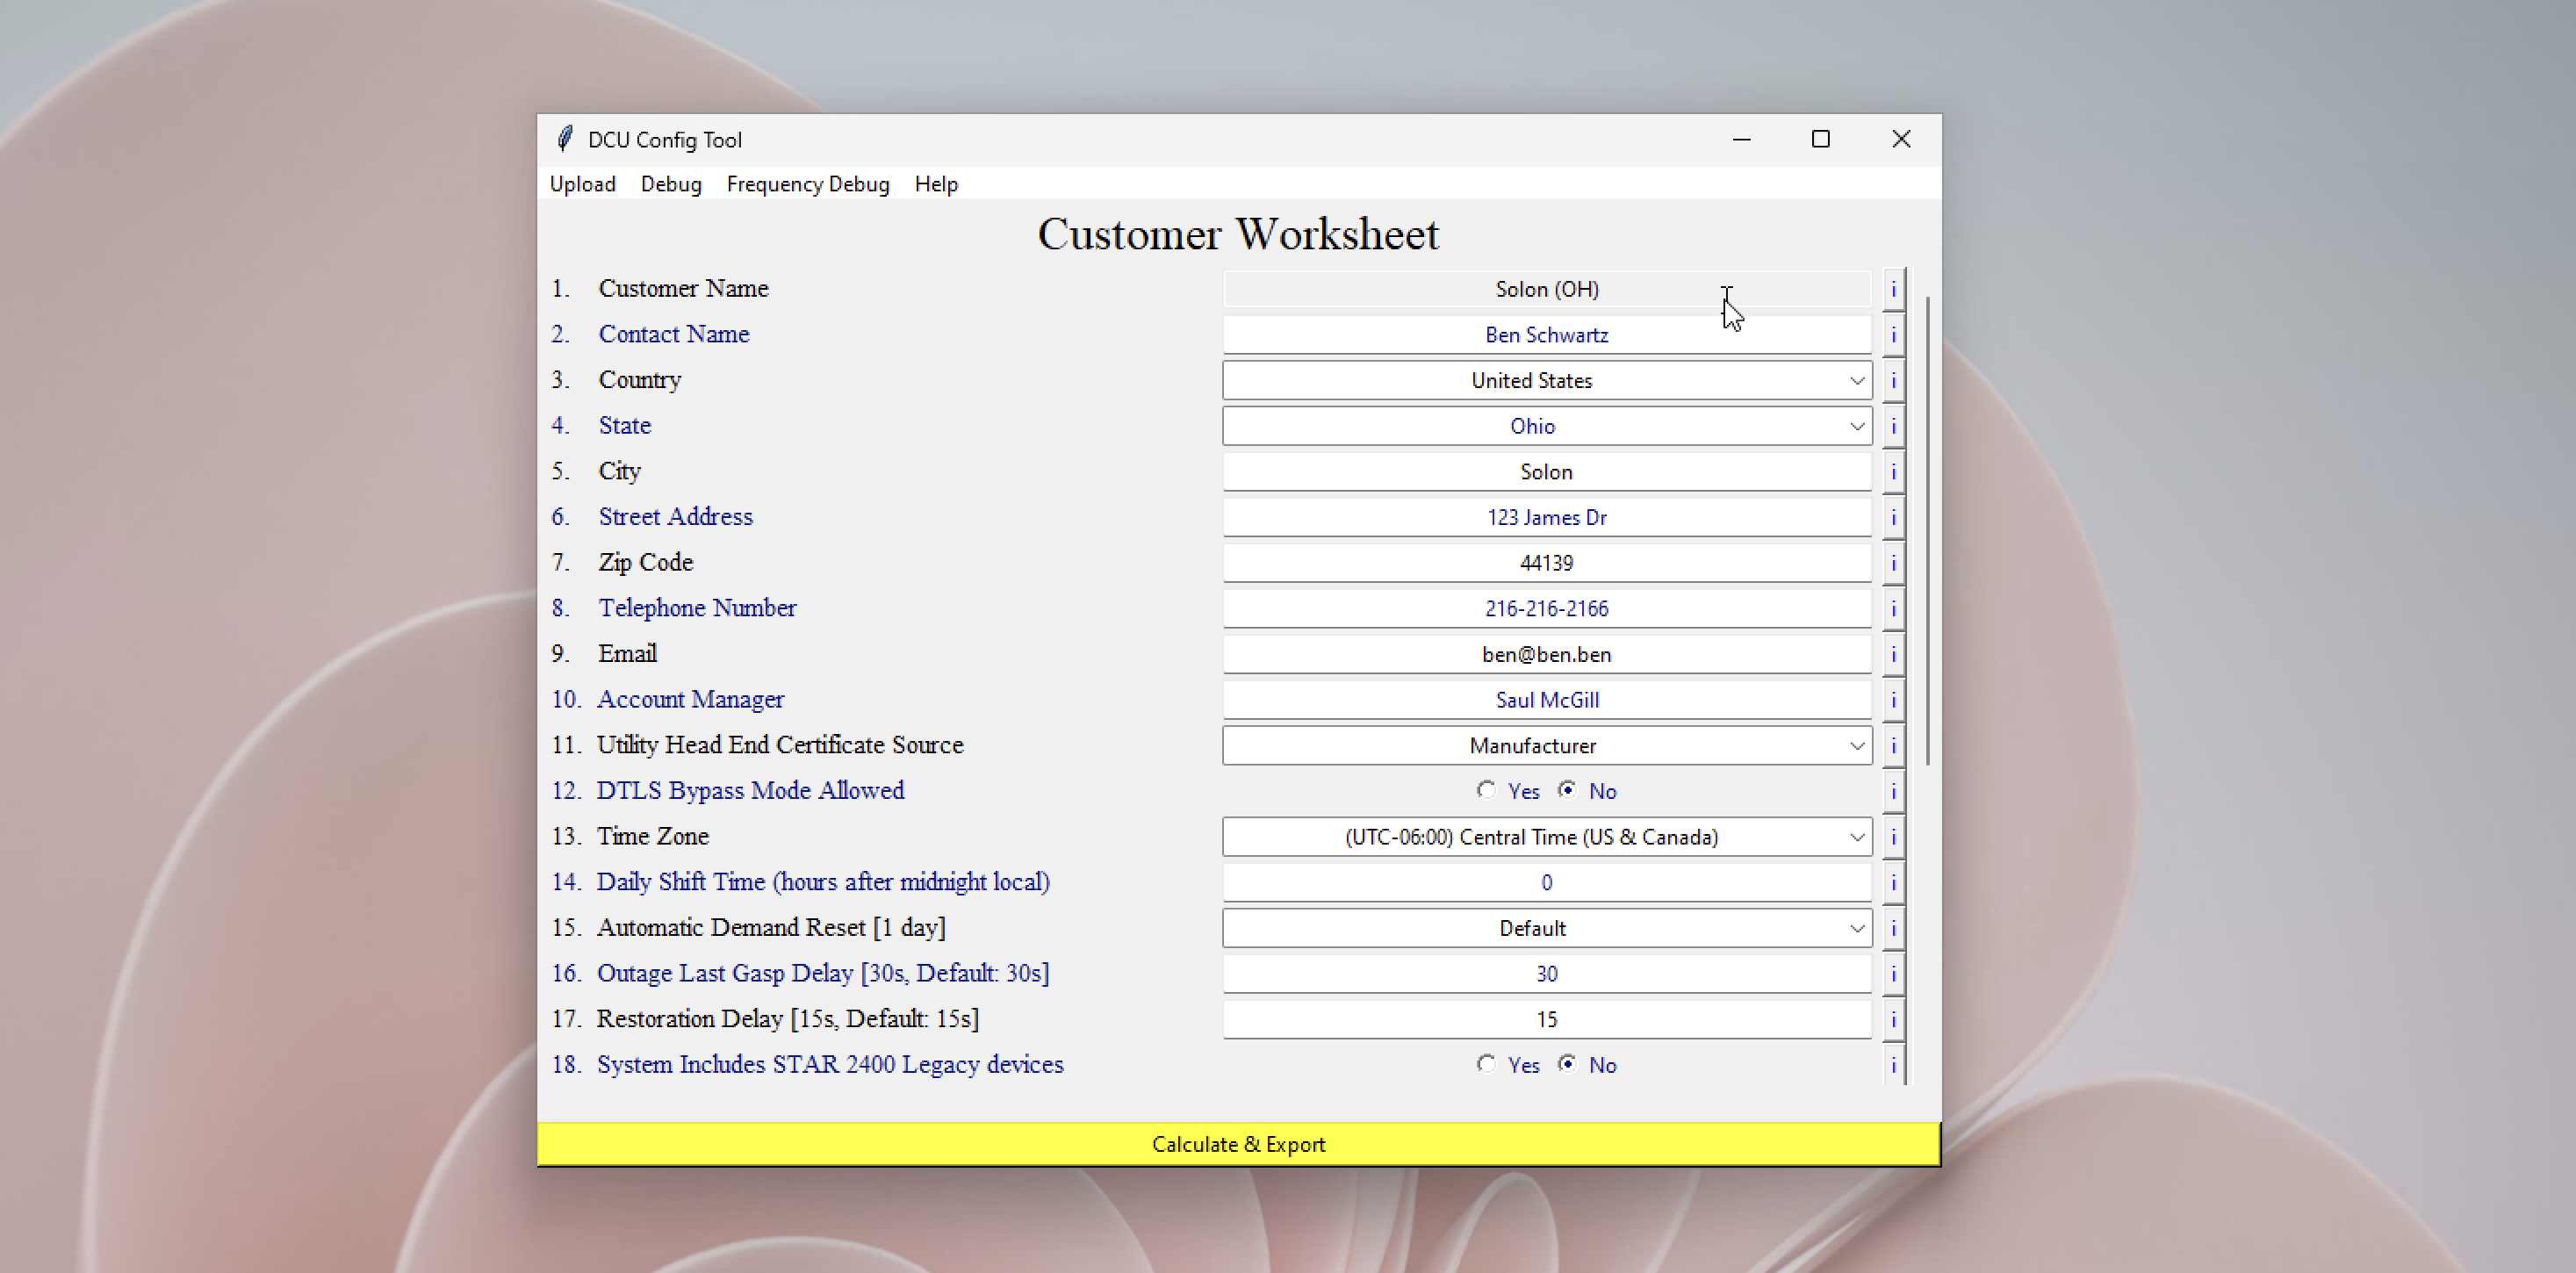 DCU Config Tool
Upload Debug Frequency Debug Help
Customer Worksheet
1. Customer Name Solon (OH) i
2. Contact Name Ben Schwartz i
3. Country United States i
4. State Ohio i
5. City Solon i
6. Street Address 123 James Dr i
7. Zip Code 44139 i
8. Telephone Number 216-216-2166 i
9. Email ben@ben.ben i
10. Account Manager Saul McGill i
11. Utility Head End Certificate Source Manufacturer i
12. DTLS Bypass Mode Allowed Yes No i
13. Time Zone (UTC-06:00) Central Time (US & Canada) i
14. Daily Shift Time (hours after midnight local) 0 i
15. Automatic Demand Reset [1 day] Default i
16. Outage Last Gasp Delay [30s, Default: 30s] 30 i
17. Restoration Delay [15s, Default: 15s] 15 i
18. System Includes STAR 2400 Legacy devices Yes No i
Calculate & Export